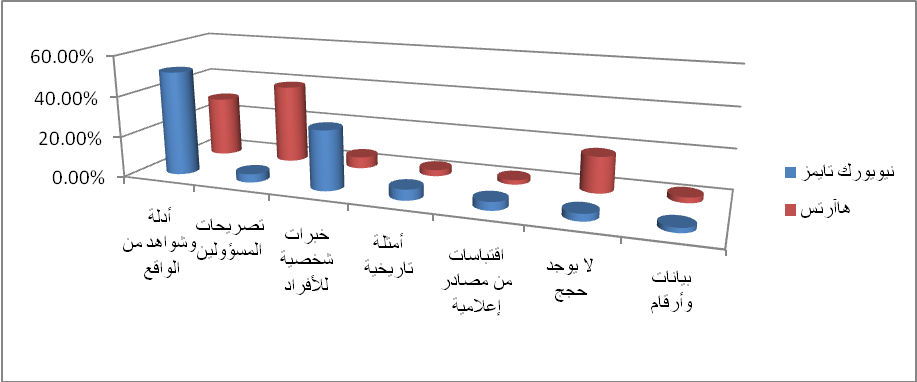 60.00%
40.00%
20.00%
0.00%
أدلة
وشواهد من
الواقع
تصريحات
المسؤولين
خبرات
شخصية
للأفراد
أمثلة
تاريخية
اقتباسات
من مصادر
إعلامية
لا يوجد
حجج
بيانات
وأرقام
نيويورك تايمز
هاآرتس